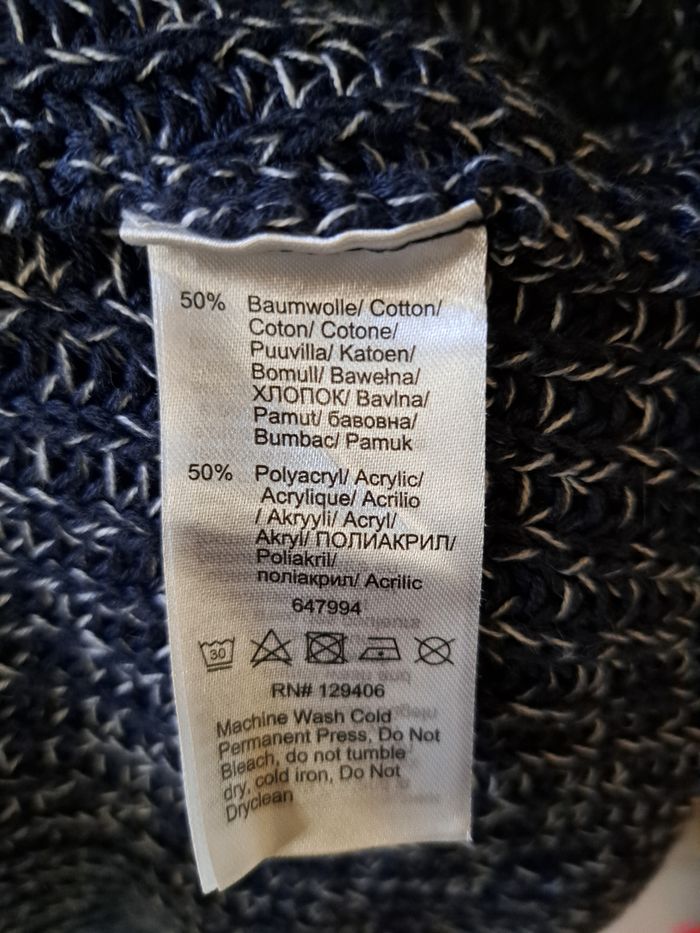 50% Baumwolle/ Cotton/
Coton/ Cotone/
Puuvilla/ Katoen/
Bomull/ Bawełna/
ХЛОПОК/ Bavlna/
Pamut/ бавовна/
Bumbac/ Pamuk
50% Polyacryl/ Acrylic/
Acrylique/ Acrilio
/ Akryyli/ Acryl/
Akryl/ ПОЛИАКРИЛ/
Poliakril/
поліакрил/ Acrilic
647994
30
RN# 129406
Machine Wash Cold
Permanent Press, Do Not
Bleach, do not tumble
dry, cold iron, Do Not
Dryclean